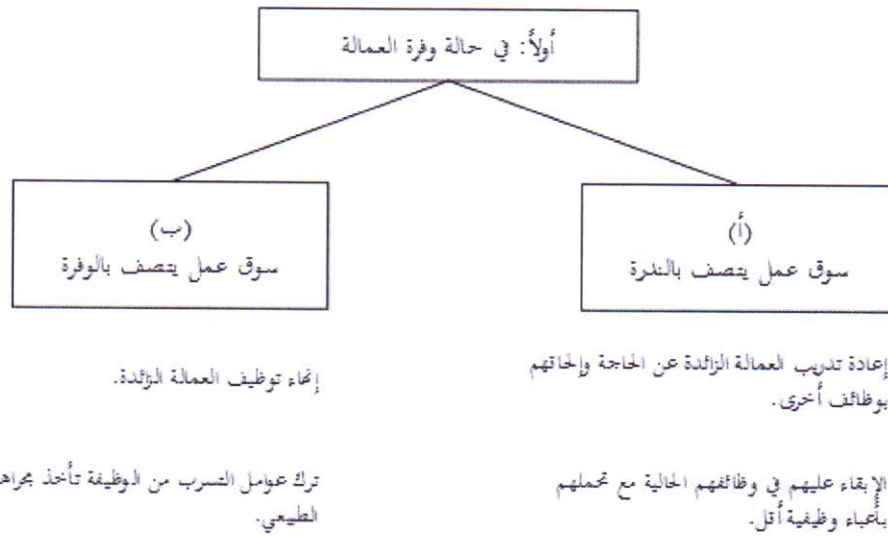 أولاً: في حالة وفرة العمالة
(أ)
سوق عمل يتصف بالندرة
إعادة تدريب العمالة الزائدة عن الحاجة وإلحاقهم
بوظائف أخرى.
الإبقاء عليهم في وظائفهم الحالية مع تحملهم
بأعباء وظيفية أقل.
(ب)
سوق عمل يتصف بالوفرة
إنهاء توظيف العمالة الزائدة.
ترك عوامل التسرب من الوظيفة تأخذ مجراها
الطبيعي.